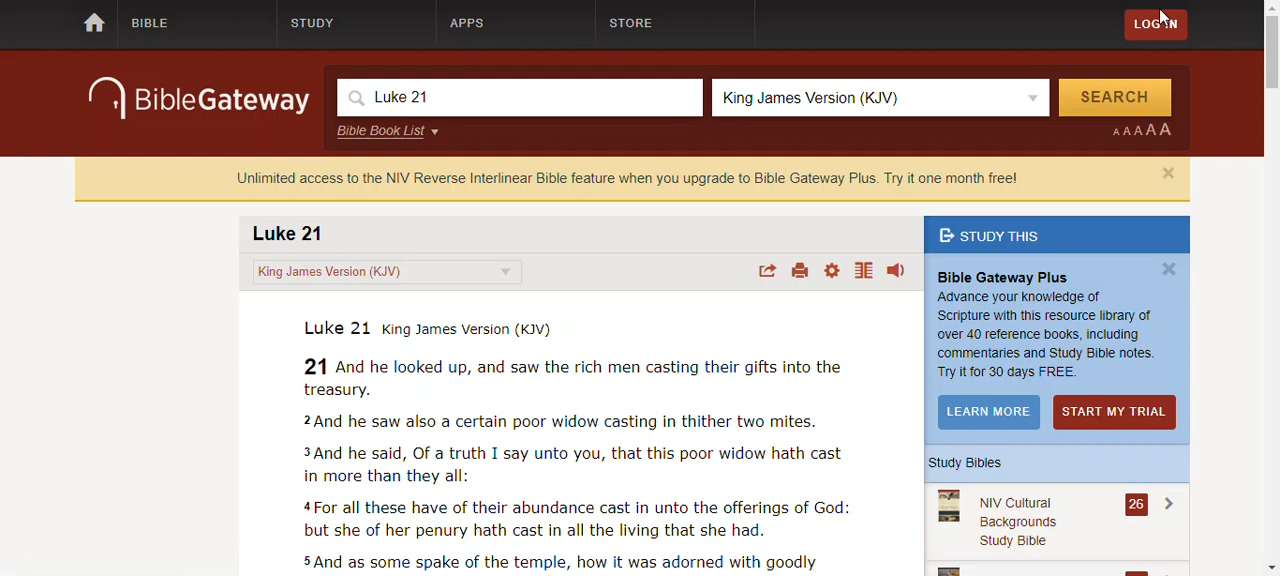 BIBLE STUDY APPS STORE LOG IN
BibleGateway
Luke 21 King James Version (KJV) SEARCH
Bible Book List A A A A A
Unlimited access to the NIV Reverse Interlinear Bible feature when you upgrade to Bible Gateway Plus. Try it one month free!
Luke 21
King James Version (KJV)
Luke 21 King James Version (KJV)
21 And he looked up, and saw the rich men casting their gifts into the
treasury.
2 And he saw also a certain poor widow casting in thither two mites.
3 And he said, Of a truth I say unto you, that this poor widow hath cast
in more than they all:
4 For all these have of their abundance cast in unto the offerings of God:
but she of her penury hath cast in all the living that she had.
5 And as some spake of the temple, how it was adorned with goodly
STUDY THIS
Bible Gateway Plus
Advance your knowledge of
Scripture with this resource library of
over 40 reference books, including
commentaries and Study Bible notes.
Try it for 30 days FREE.
LEARN MORE START MY TRIAL
Study Bibles
NIV Cultural 26
Backgrounds
Study Bible